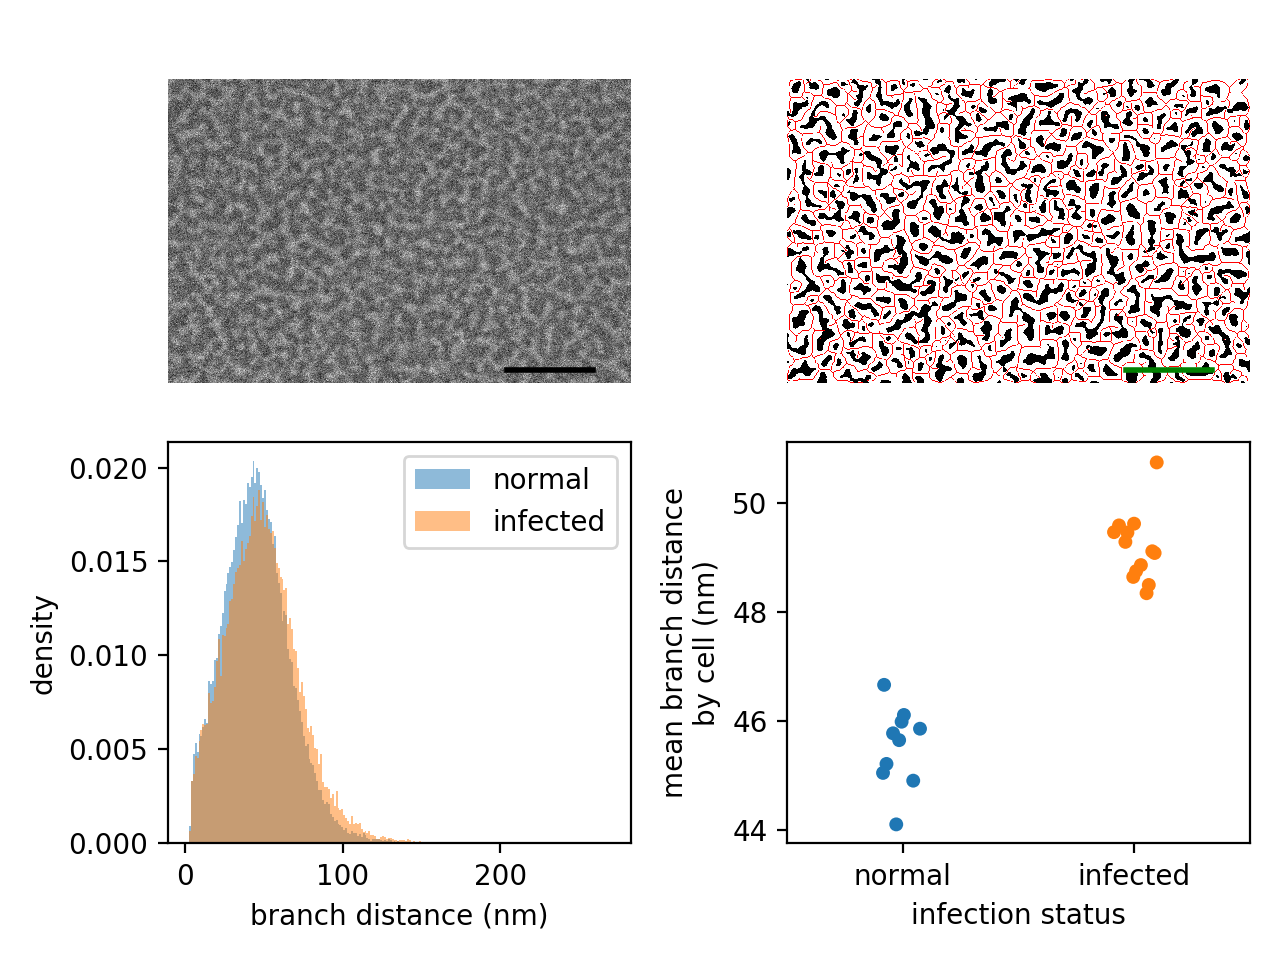 0.020
0.015
0.010
0.005
0.000
density
0
100
200
branch distance (nm)
normal
infected
50
48
46
44
mean branch distance
by cell (nm)
normal
infected
infection status